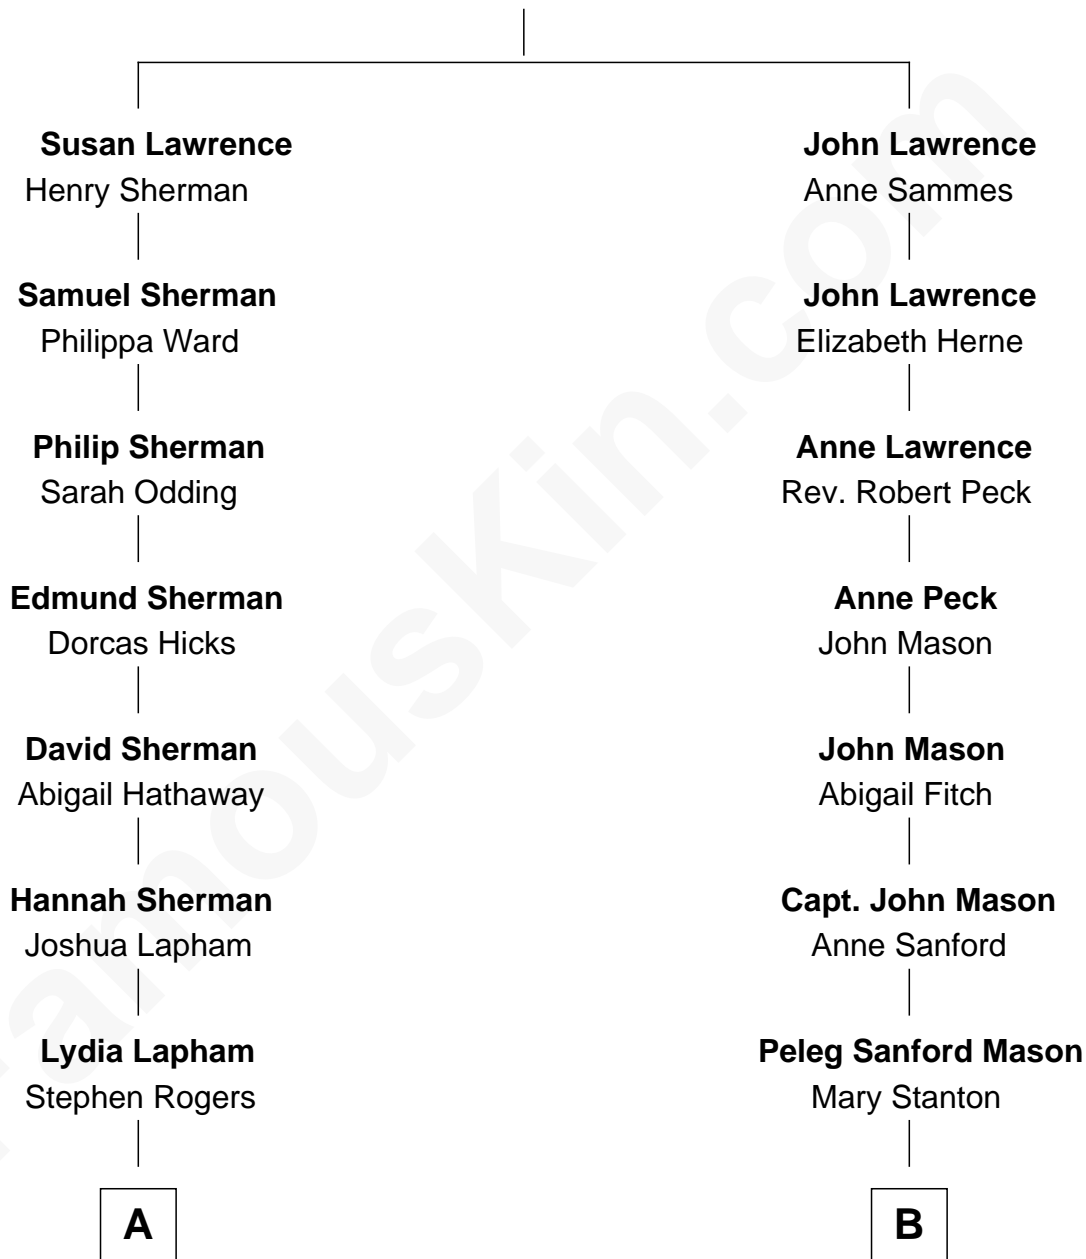 Susan Lawrence
Henry Sherman
Samuel Sherman
Philippa Ward
Philip Sherman
Sarah Odding
Edmund Sherman
Dorcas Hicks
David Sherman
Abigail Hathaway
Hannah Sherman
Joshua Lapham
Lydia Lapham
Stephen Rogers
A
John Lawrence
Anne Sammes
John Lawrence
Elizabeth Herne
Anne Lawrence
Rev. Robert Peck
Anne Peck
John Mason
John Mason
Abigail Fitch
Capt. John Mason
Anne Sanford
Peleg Sanford Mason
Mary Stanton
B
FamousKin.com